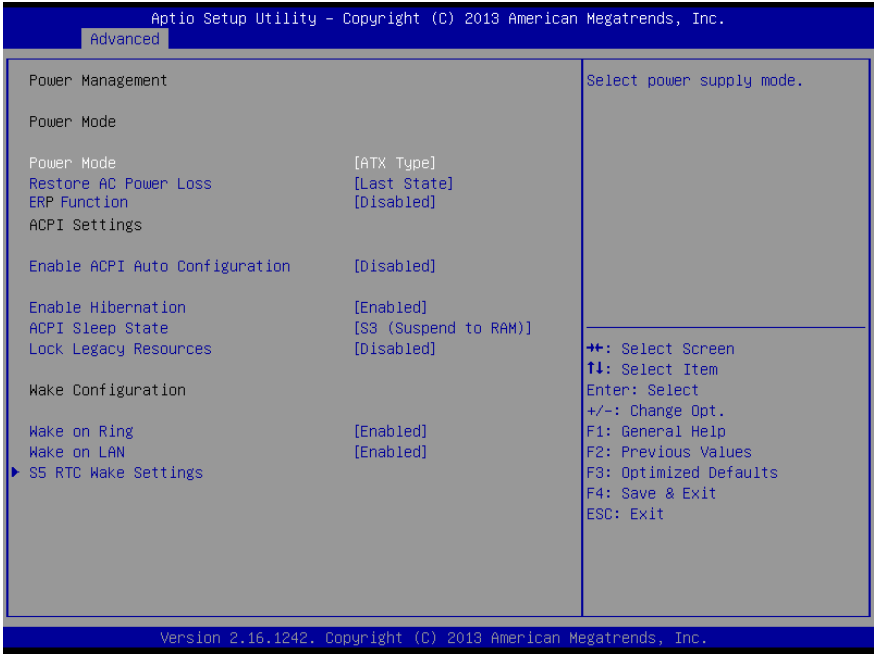 Aptio Setup Utility – Copyright (C) 2013 American Megatrends, Inc.
Advanced
Power Management
Power Mode
Power Mode [ATX Type]
Restore AC Power Loss [Last State]
ERP Function [Disabled]
ACPI Settings
Enable ACPI Auto Configuration [Disabled]
Enable Hibernation [Enabled]
ACPI Sleep State [S3 (Suspend to RAM)]
Lock Legacy Resources [Disabled]
Wake Configuration
Wake on Ring [Enabled]
Wake on LAN [Enabled]
S5 RTC Wake Settings
Select power supply mode.
→←: Select Screen
↑↓: Select Item
Enter: Select
+/-: Change Opt.
F1: General Help
F2: Previous Values
F3: Optimized Defaults
F4: Save & Exit
ESC: Exit
Version 2.16.1242. Copyright (C) 2013 American Megatrends, Inc.